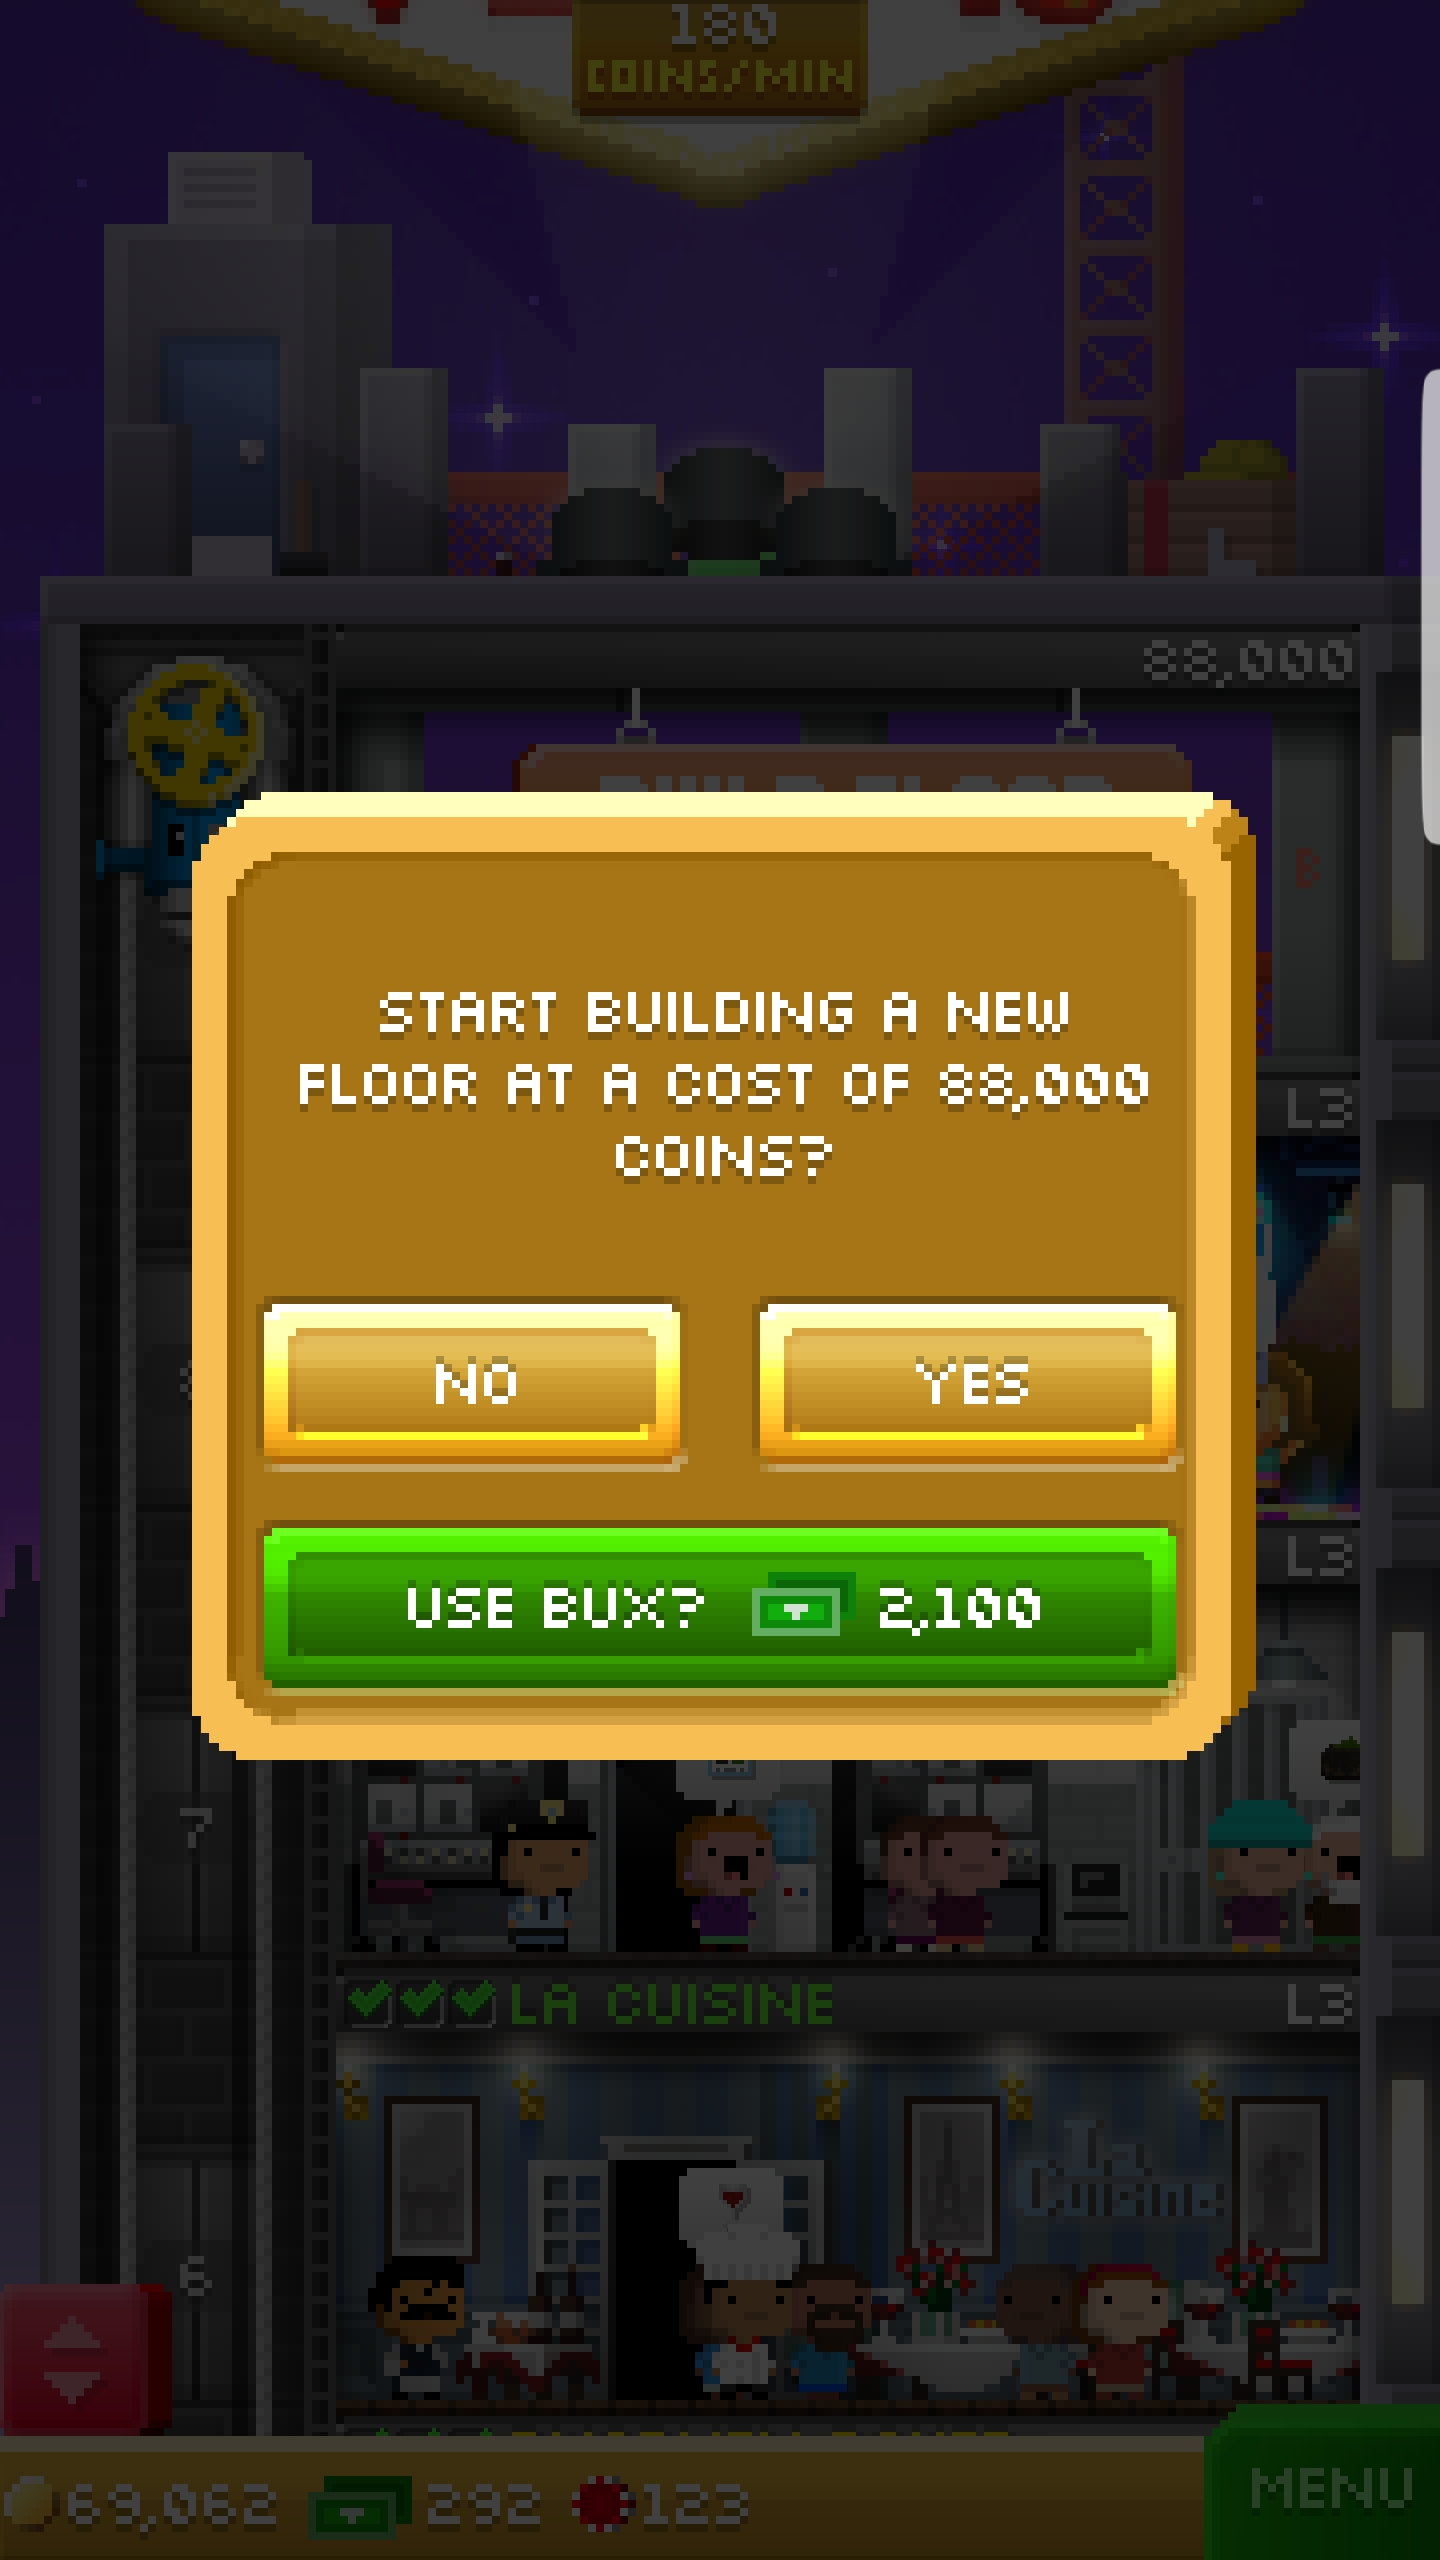 180
COINS/MIN
88,000
B
START BUILDING A NEW
FLOOR AT A COST OF 88,000
COINS?
L3
NO
YES
L3
USE BUX? 2,100
7
LA CUISINE
L3
La
Cuisine
6
69,062 292 123
MENU